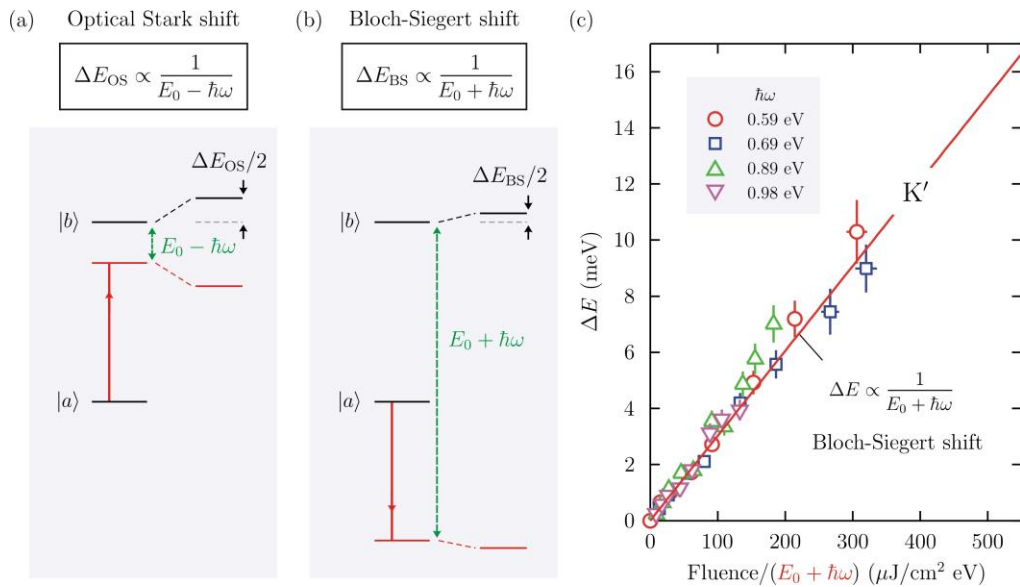 (a) Optical Stark shift
ΔE_OS ∝ 1/(E_0 − ħω)
ΔE_OS/2
|b⟩
E_0 − ħω
|a⟩
(b) Bloch-Siegert shift
ΔE_BS ∝ 1/(E_0 + ħω)
ΔE_BS/2
|b⟩
E_0 + ħω
|a⟩
(c)
ΔE (meV)
16
14
12
10
8
6
4
2
0
ħω
0.59 eV
0.69 eV
0.89 eV
0.98 eV
K′
ΔE ∝ 1/(E_0 + ħω)
Bloch-Siegert shift
0 100 200 300 400 500
Fluence/(E_0 + ħω) (μJ/cm² eV)